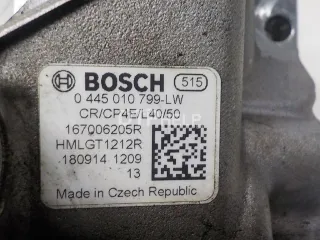 BOSCH 515
0 445 010 799-LW
CR/CP4E/L40/50
167006205R
HMLGT1212R
180914 1209
13
Made in Czech Republic